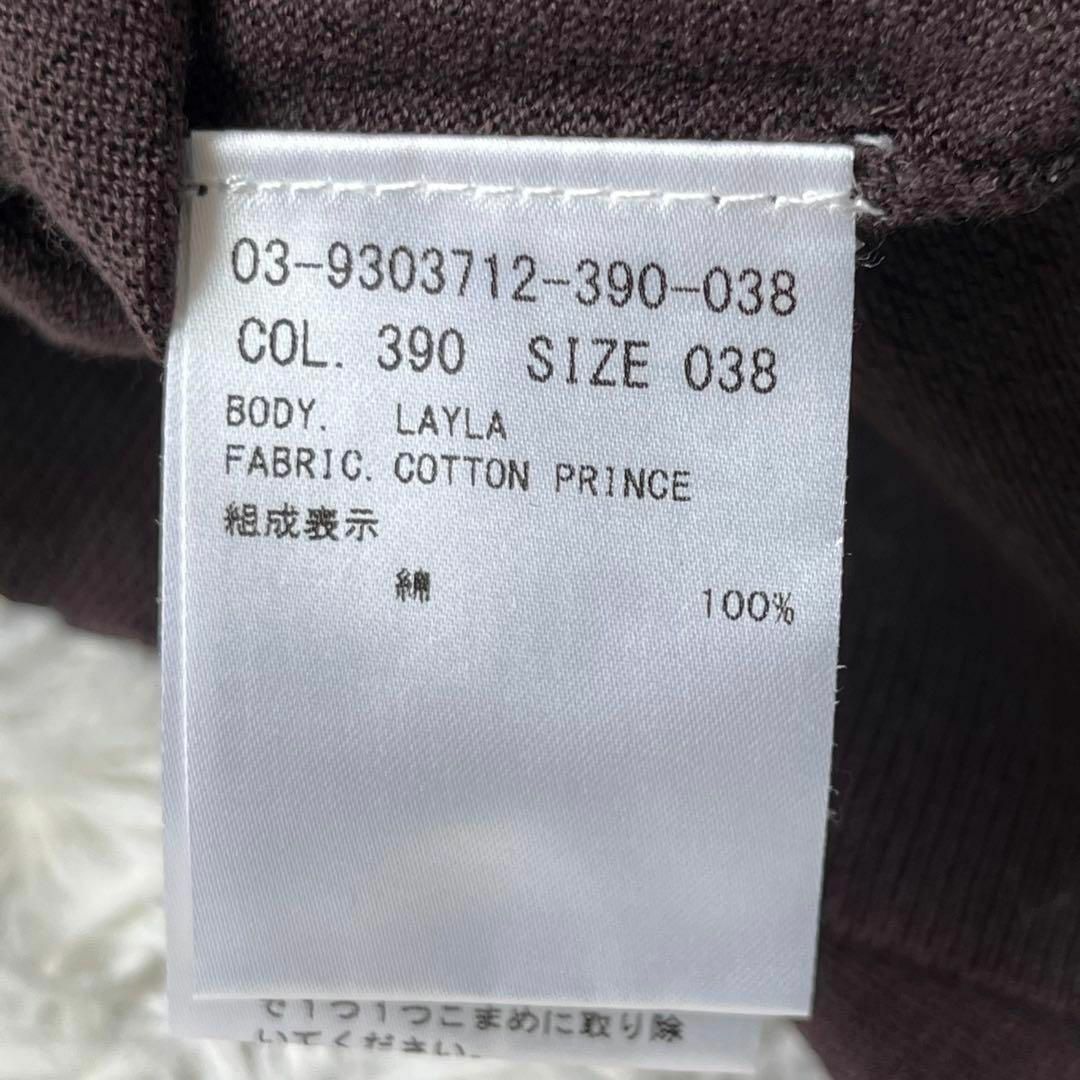 03-9303712-390-038
COL. 390 SIZE 038
BODY. LAYLA
FABRIC. COTTON PRINCE
組成表示
綿 100%
で1つ1つこまめに取り除
いてください。